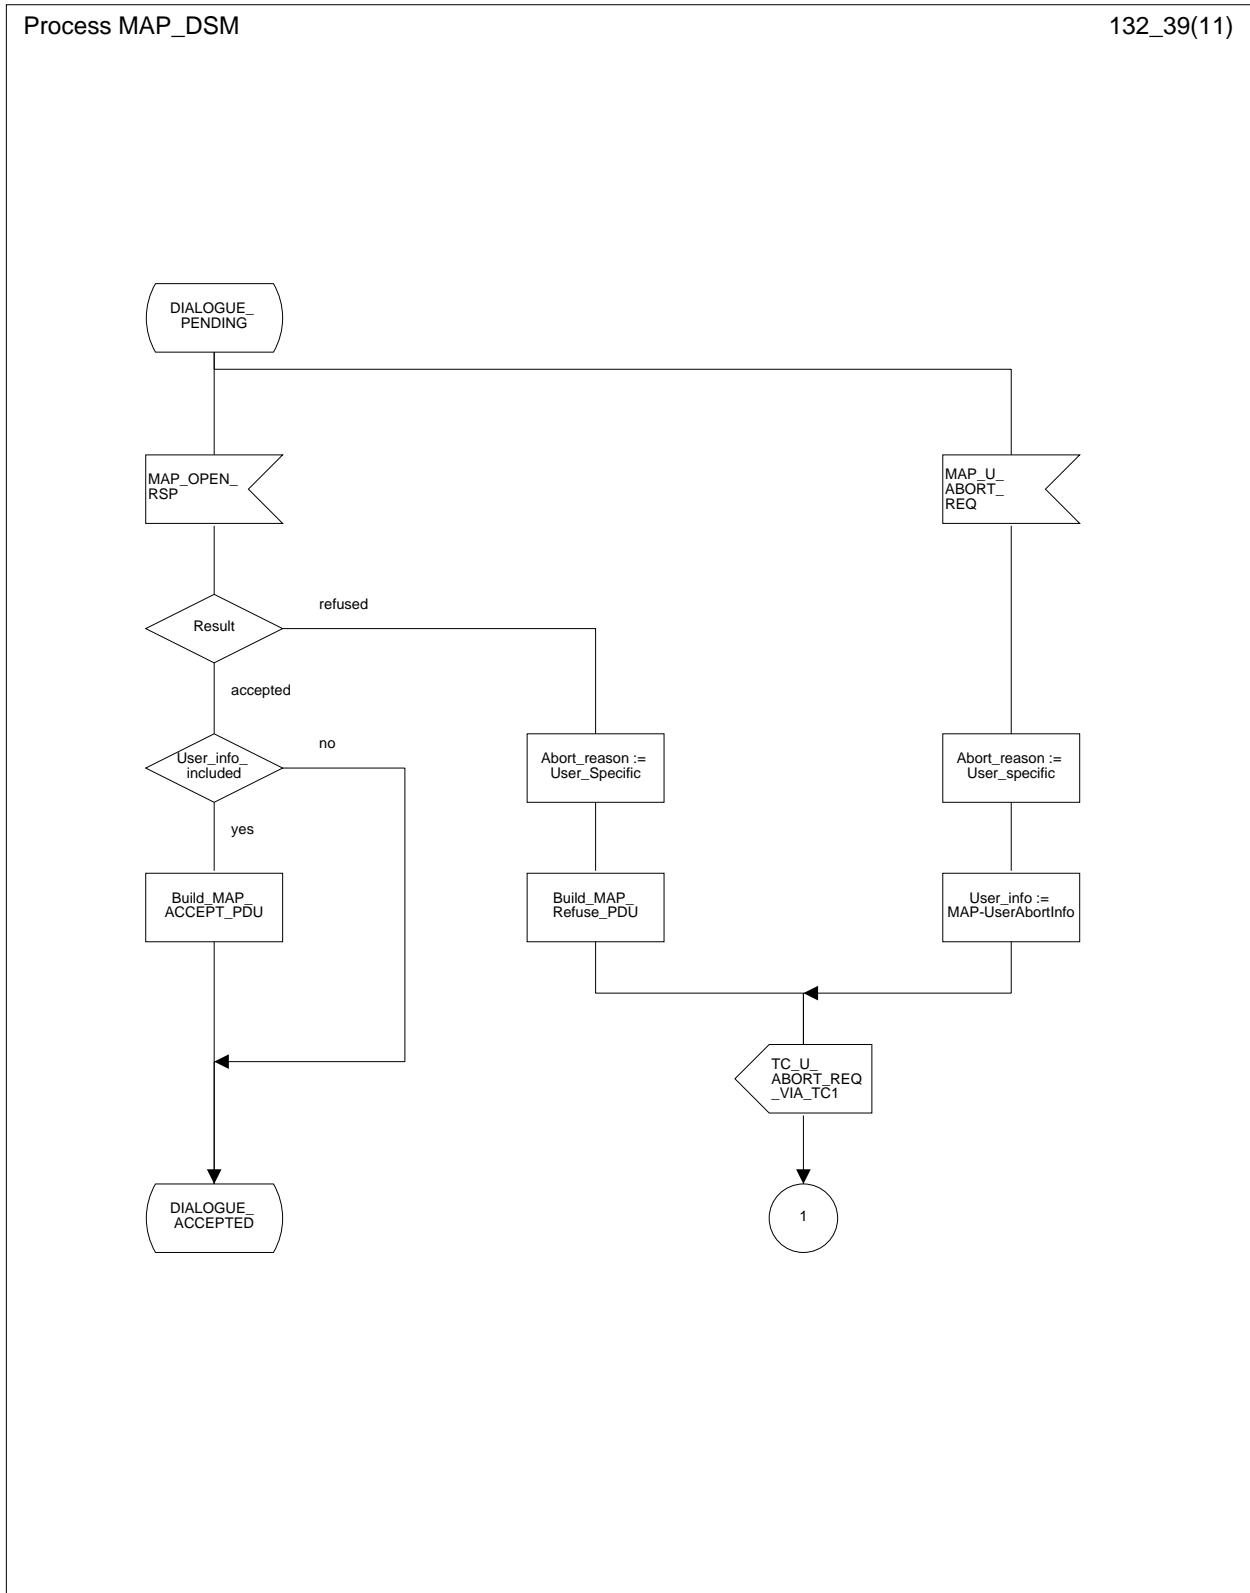 Process MAP_DSM
132_39(11)
DIALOGUE_
PENDING
MAP_OPEN_
RSP
MAP_U_
ABORT_
REQ
Result
refused
accepted
User_info_
included
no
yes
Abort_reason :=
User_Specific
Abort_reason :=
User_specific
Build_MAP_
ACCEPT_PDU
Build_MAP_
Refuse_PDU
User_info :=
MAP-UserAbortInfo
TC_U_
ABORT_REQ
_VIA_TC1
DIALOGUE_
ACCEPTED
1